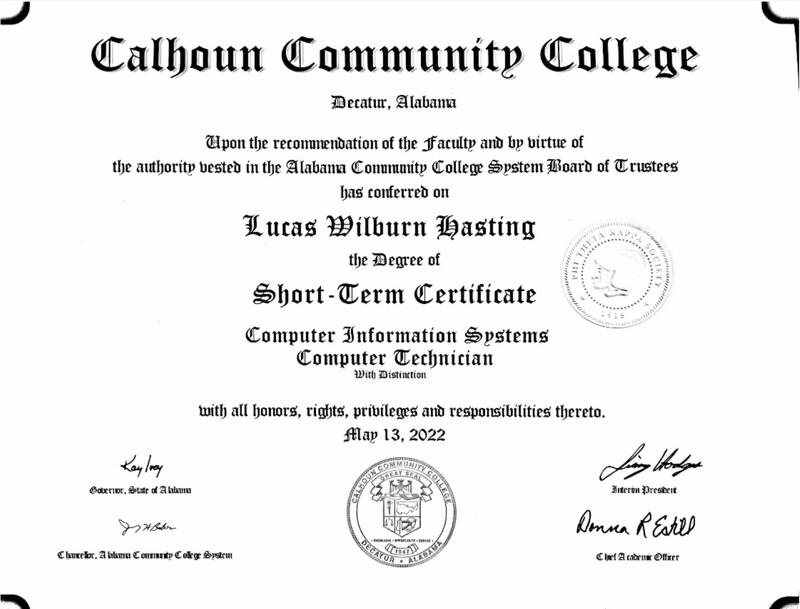 Calhoun Community College
Decatur, Alabama
Upon the recommendation of the Faculty and by virtue of
the authority vested in the Alabama Community College System Board of Trustees
has conferred on
Lucas Wilburn Hasting
the Degree of
Short-Term Certificate
PHI THETA KAPPA SOCIETY
1918
Computer Information Systems
Computer Technician
With Distinction
with all honors, rights, privileges and responsibilities thereto.
May 13, 2022
Kay Ivey
Governor, State of Alabama
Interim President
CALHOUN COMMUNITY COLLEGE
GREAT SEAL
KNOWLEDGE • OPPORTUNITY • SERVICE
1947
DECATUR • ALABAMA
Donna R Estill
Chancellor, Alabama Community College System
Chief Academic Officer